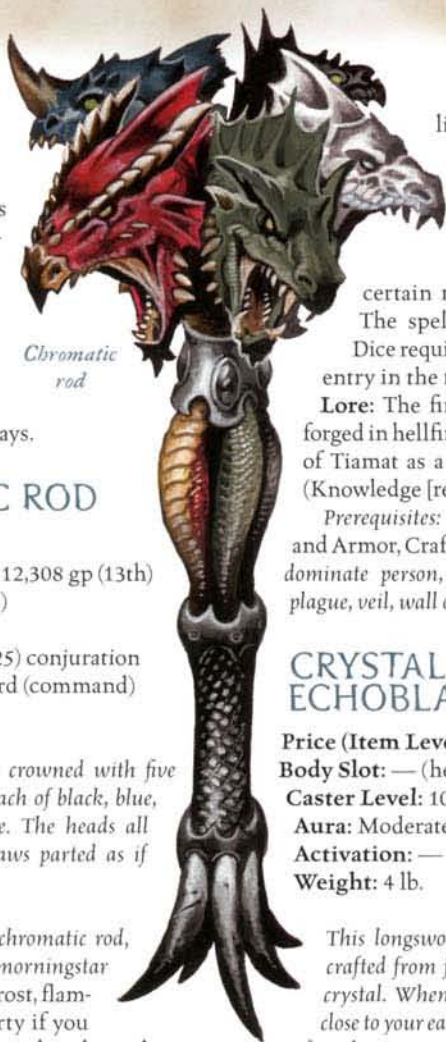 s
Chromatic
rod
ays.
C ROD
12,308 gp (13th)
)
25) conjuration
rd (command)
crowned with five
ach of black, blue,
e. The heads all
aws parted as if
chromatic rod,
morningstar
rost, flam-
rty if you
li
certain r
The spel
Dice requi
entry in the r
Lore: The fir
forged in hellfi
of Tiamat as a
(Knowledge [re
Prerequisites:
and Armor, Craf
dominate person,
plague, veil, wall o
CRYSTAL
ECHOBLA
Price (Item Leve
Body Slot: — (he
Caster Level: 10
Aura: Moderate
Activation: —
Weight: 4 lb.
This longswo
crafted from f
crystal. When
close to your ea